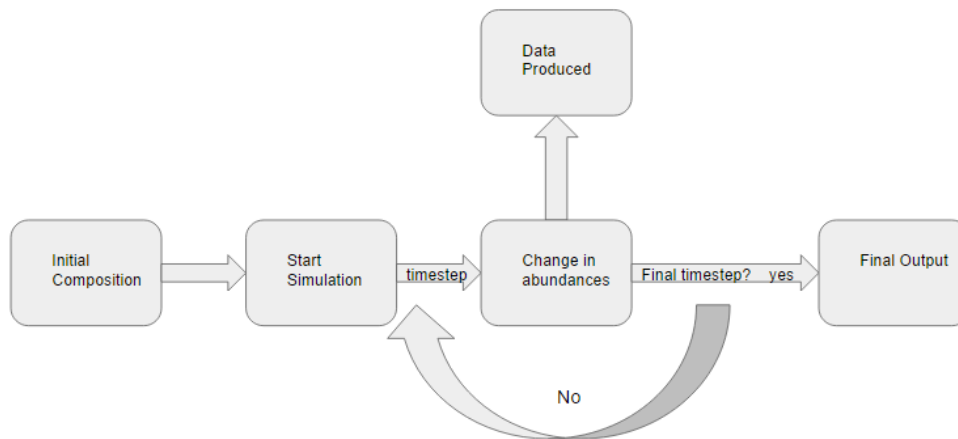 Data
Produced
Initial
Composition
Start
Simulation
timestep
Change in
abundances
Final timestep? yes
Final Output
No